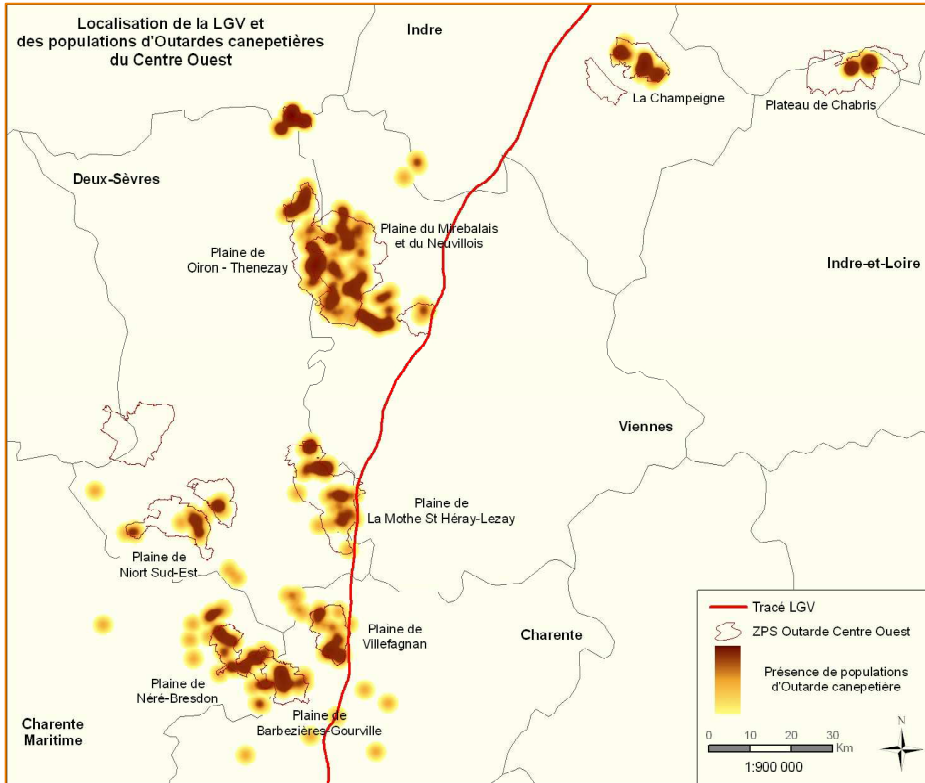 Localisation de la LGV et
des populations d'Outardes canepetières
du Centre Ouest
Indre
La Champeigne
Plateau de Chabris
Deux-Sèvres
Plaine du Mirebalais
et du Neuvillois
Plaine de
Oiron - Thenezay
Indre-et-Loire
Viennes
Plaine de
La Mothe St Héray-Lezay
Plaine de
Niort Sud-Est
Plaine de
Villefagnan
Charente
Plaine de
Néré-Bresdon
Plaine de
Barbezières-Gourville
Charente
Maritime
Tracé LGV
ZPS Outarde Centre Ouest
Présence de populations
d'Outarde canepetière
0 10 20 30
Km
1:900 000
N